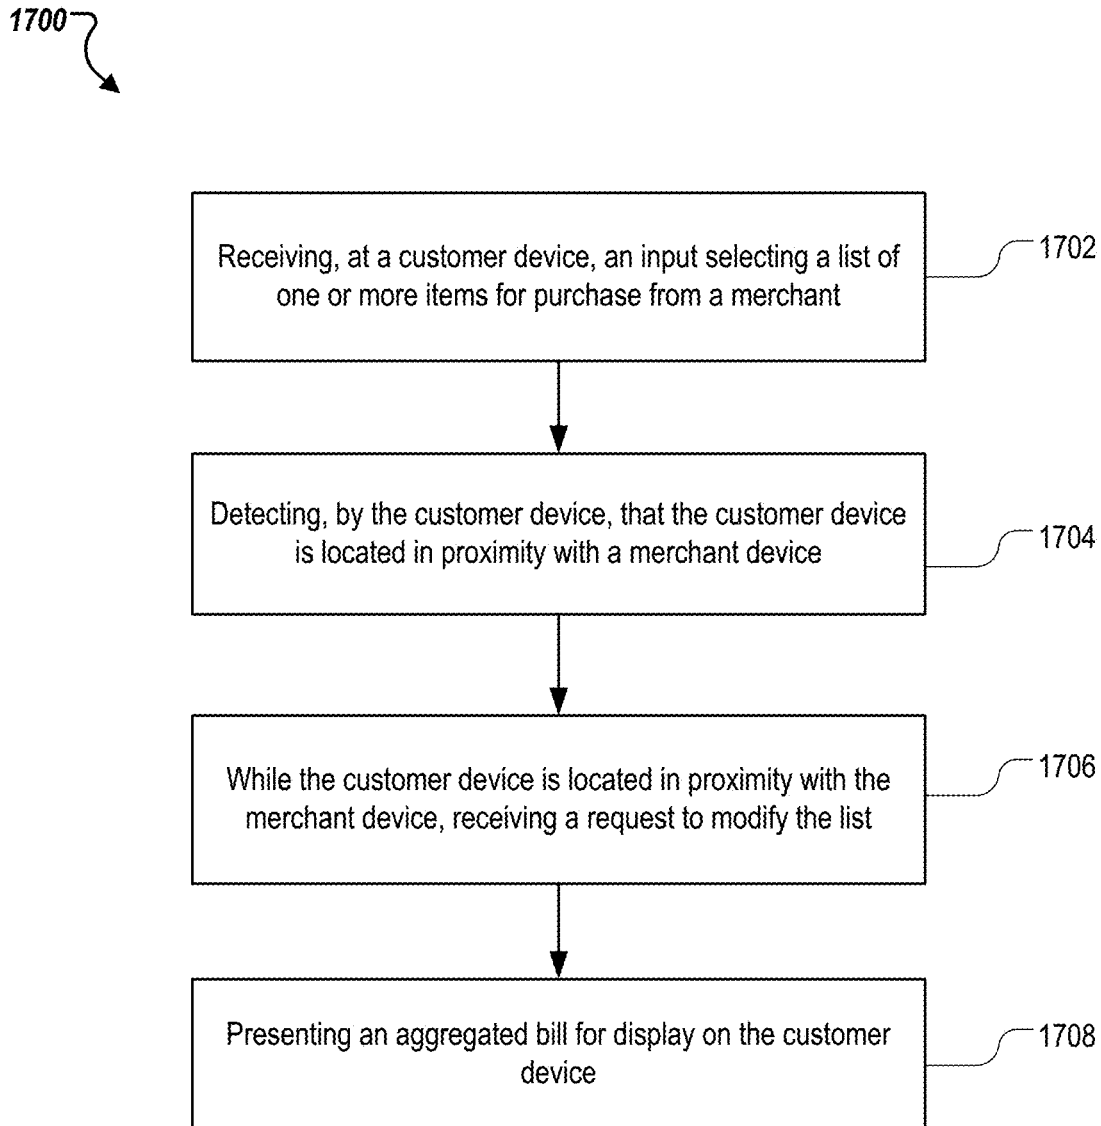 1700
Receiving, at a customer device, an input selecting a list of
one or more items for purchase from a merchant
1702
Detecting, by the customer device, that the customer device
is located in proximity with a merchant device
1704
While the customer device is located in proximity with the
merchant device, receiving a request to modify the list
1706
Presenting an aggregated bill for display on the customer
device
1708